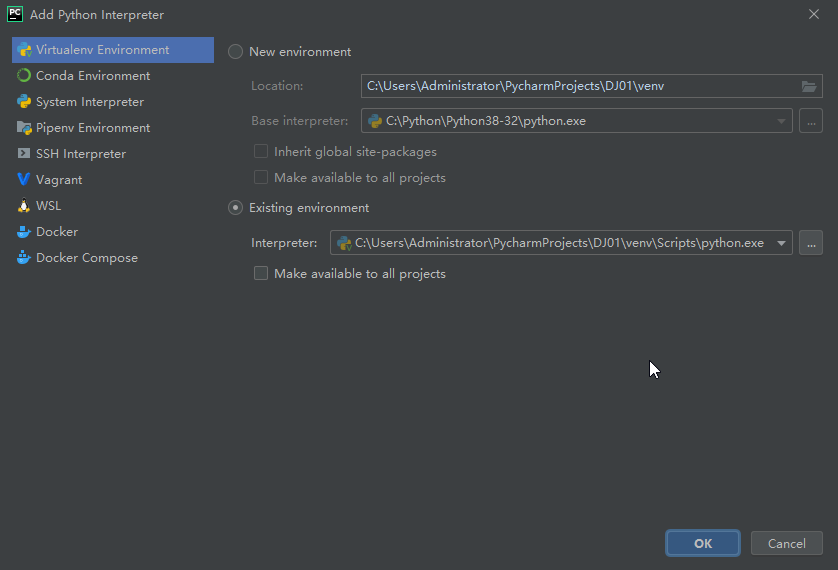 PC Add Python Interpreter
Virtualenv Environment
Conda Environment
System Interpreter
Pipenv Environment
SSH Interpreter
Vagrant
WSL
Docker
Docker Compose
New environment
Location: C:\Users\Administrator\PycharmProjects\DJ01\venv
Base interpreter: C:\Python\Python38-32\python.exe ...
Inherit global site-packages
Make available to all projects
Existing environment
Interpreter: C:\Users\Administrator\PycharmProjects\DJ01\venv\Scripts\python.exe ...
Make available to all projects
OK Cancel